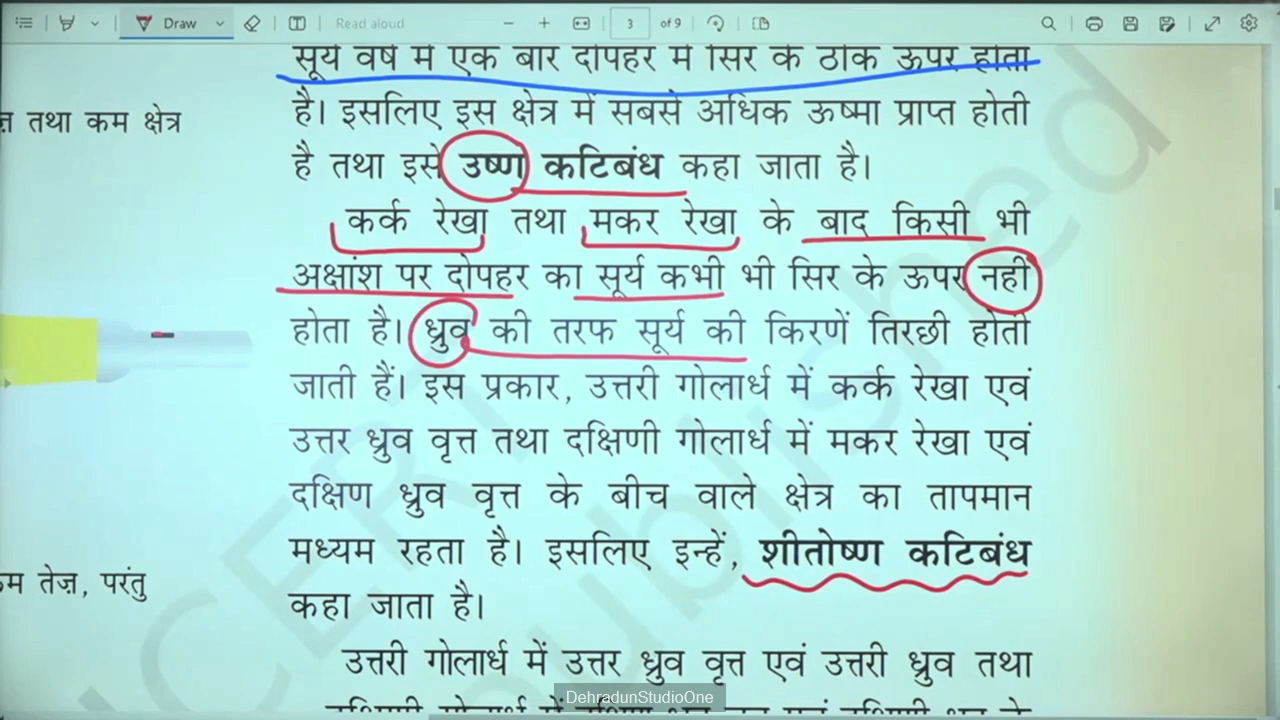 Draw
Read aloud
3
of 9
सूर्य वर्ष में एक बार दोपहर में सिर के ठीक ऊपर होता
ज़ तथा कम क्षेत्र
है। इसलिए इस क्षेत्र में सबसे अधिक ऊष्मा प्राप्त होती
है तथा इसे उष्ण कटिबंध कहा जाता है।
कर्क रेखा तथा मकर रेखा के बाद किसी भी
अक्षांश पर दोपहर का सूर्य कभी भी सिर के ऊपर नहीं
होता है। ध्रुव की तरफ सूर्य की किरणें तिरछी होती
जाती हैं। इस प्रकार, उत्तरी गोलार्ध में कर्क रेखा एवं
उत्तर ध्रुव वृत्त तथा दक्षिणी गोलार्ध में मकर रेखा एवं
दक्षिण ध्रुव वृत्त के बीच वाले क्षेत्र का तापमान
मध्यम रहता है। इसलिए इन्हें, शीतोष्ण कटिबंध
म तेज़, परंतु
कहा जाता है।
उत्तरी गोलार्ध में उत्तर ध्रुव वृत्त एवं उत्तरी ध्रुव तथा
DehradunStudioOne
NCERT
republished